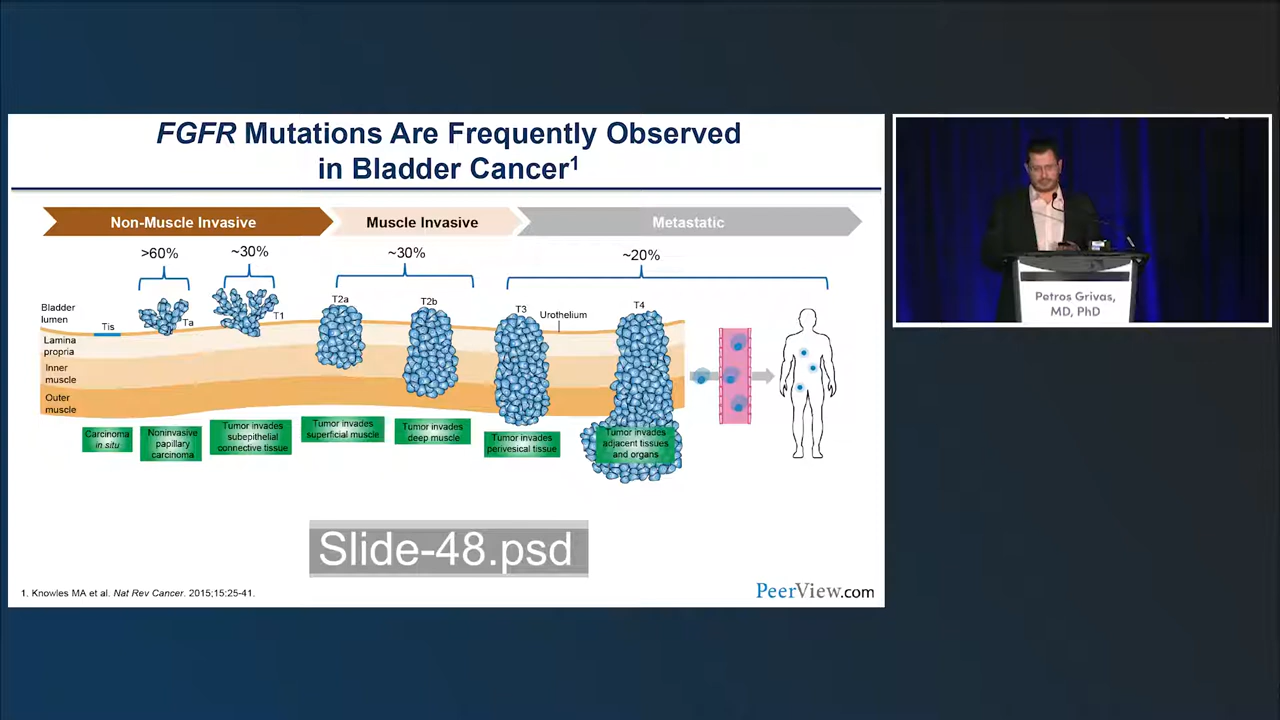 FGFR Mutations Are Frequently Observed
in Bladder Cancer1
Non-Muscle Invasive
Muscle Invasive
Metastatic
>60%
~30%
~30%
~20%
Bladder
lumen
Tis
Ta
T1
T2a
T2b
T3
Urothelium
T4
Lamina
propria
Inner
muscle
Outer
muscle
Carcinoma
in situ
Noninvasive
papillary
carcinoma
Tumor invades
subepithelial
connective tissue
Tumor invades
superficial muscle
Tumor invades
deep muscle
Tumor invades
perivesical tissue
Tumor invades
adjacent tissues
and organs
Slide-48.psd
1. Knowles MA et al. Nat Rev Cancer. 2015;15:25-41.
PeerView.com
Petros Grivas,
MD, PhD